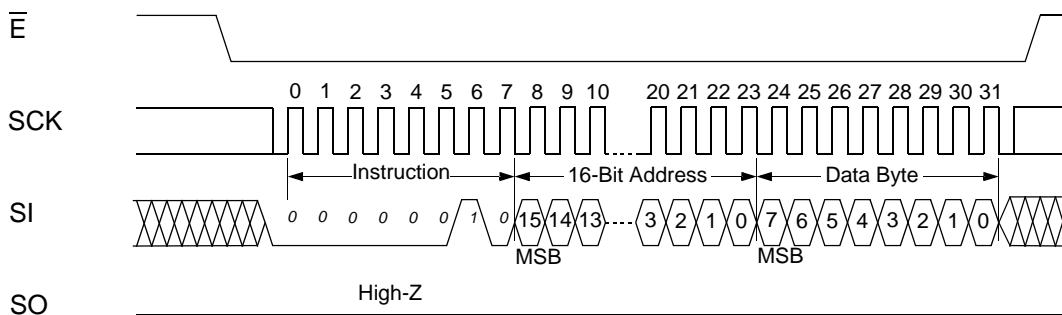 E
0 1 2 3 4 5 6 7 8 9 10 20 21 22 23 24 25 26 27 28 29 30 31
SCK
Instruction 16-Bit Address Data Byte
SI
0 0 0 0 0 0 1 0 15 14 13 3 2 1 0 7 6 5 4 3 2 1 0
MSB MSB
High-Z
SO